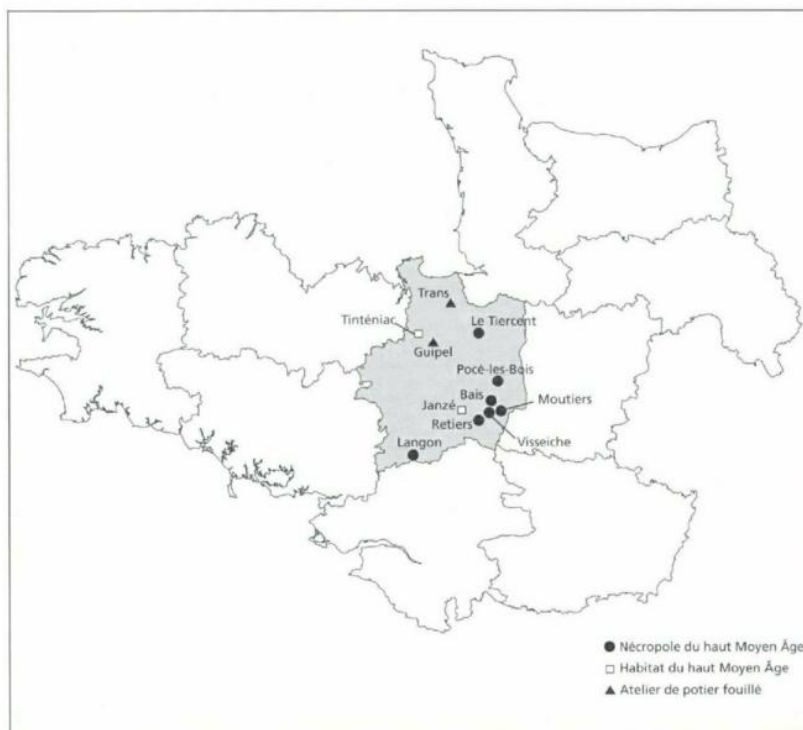 Trans
Le Tiercent
Tinténiac
Guipel
Pocé-les-Bois
Bais
Janzé
Moutiers
Retiers
Visseiche
Langon
Nécropole du haut Moyen Âge
Habitat du haut Moyen Âge
Atelier de potier fouillé